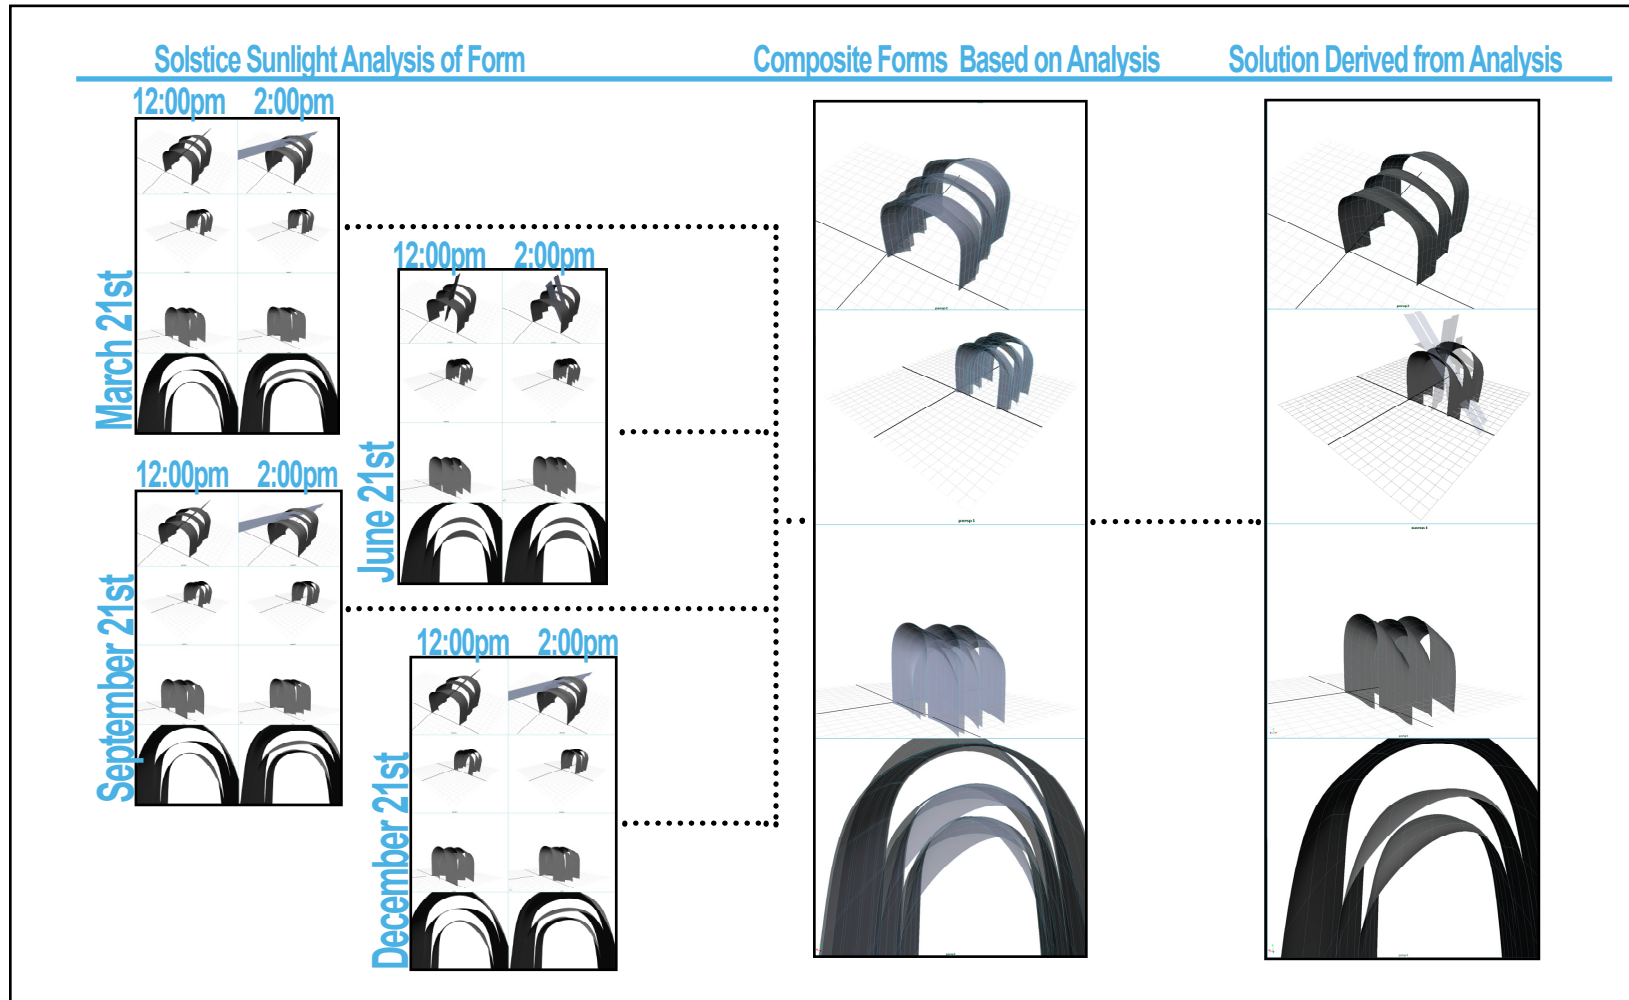 Solstice Sunlight Analysis of Form
Composite Forms Based on Analysis
Solution Derived from Analysis
12:00pm 2:00pm
March 21st
12:00pm 2:00pm
June 21st
12:00pm 2:00pm
September 21st
12:00pm 2:00pm
December 21st
persp1